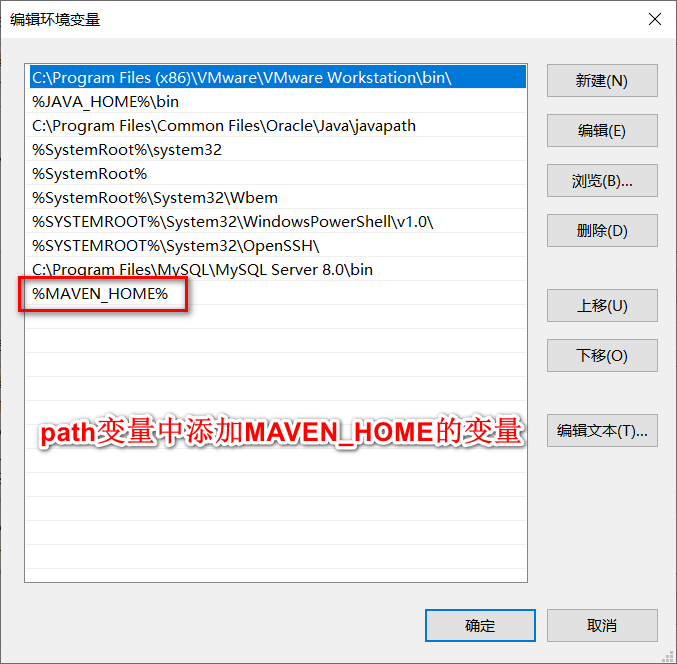 编辑环境变量
C:\Program Files (x86)\VMware\VMware Workstation\bin\
%JAVA_HOME%\bin
C:\Program Files\Common Files\Oracle\Java\javapath
%SystemRoot%\system32
%SystemRoot%
%SystemRoot%\System32\Wbem
%SYSTEMROOT%\System32\WindowsPowerShell\v1.0\
%SYSTEMROOT%\System32\OpenSSH\
C:\Program Files\MySQL\MySQL Server 8.0\bin
%MAVEN_HOME%
path变量中添加MAVEN_HOME的变量
新建(N)
编辑(E)
浏览(B)...
删除(D)
上移(U)
下移(O)
编辑文本(T)...
确定
取消